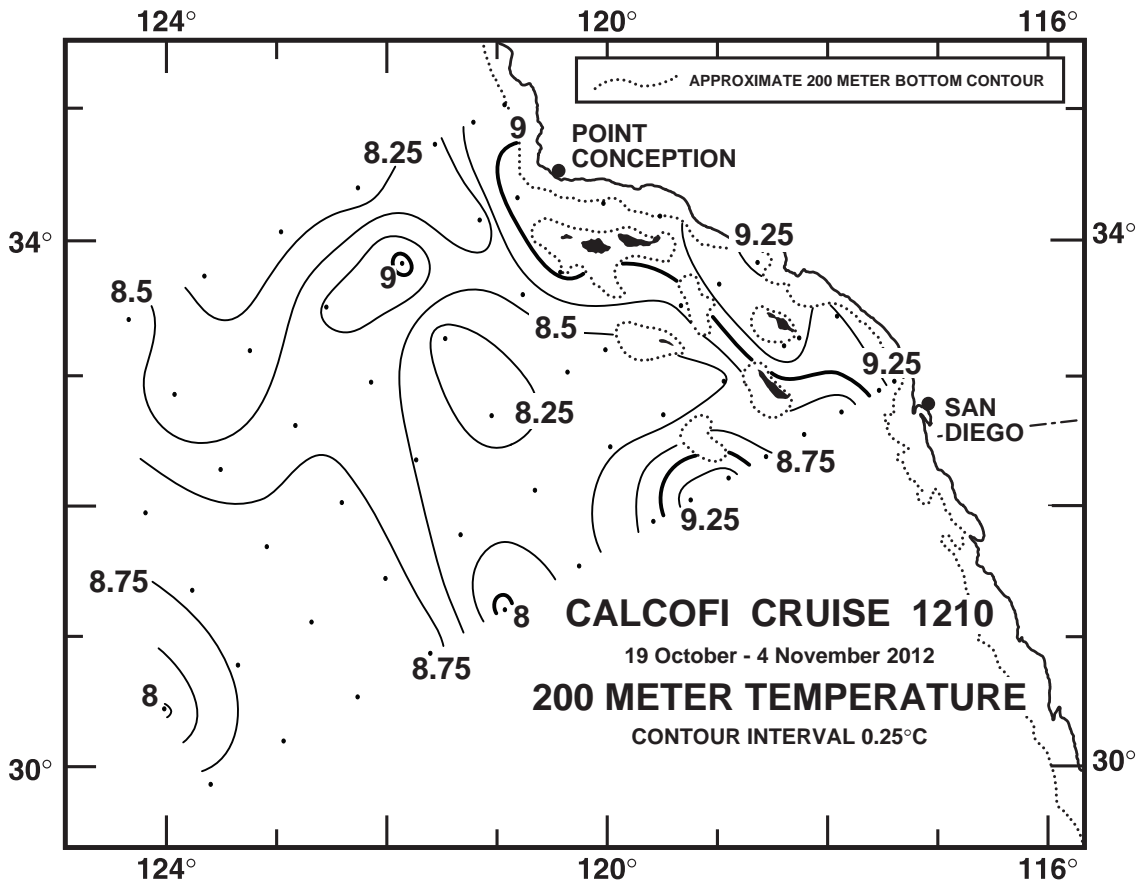 124° 120° 116°
APPROXIMATE 200 METER BOTTOM CONTOUR
9
POINT
CONCEPTION
8.25
34° 9.25 34°
9
8.5
8.5
9.25
8.25
SAN
DIEGO
8.75
9.25
8.75
8
CALCOFI CRUISE 1210
19 October - 4 November 2012
8.75
8
200 METER TEMPERATURE
CONTOUR INTERVAL 0.25°C
30° 30°
124° 120° 116°